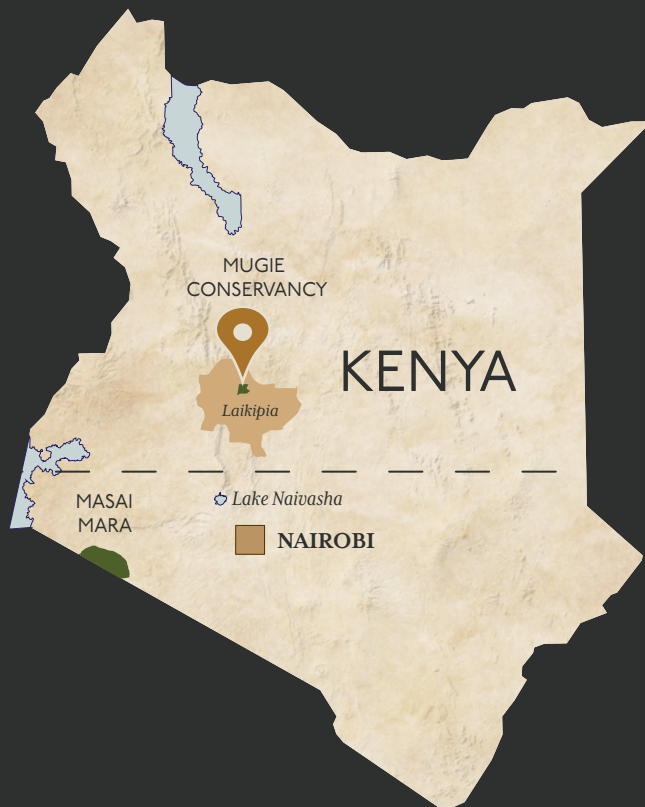 MUGIE
CONSERVANCY
KENYA
Laikipia
MASAI
MARA
Lake Naivasha
NAIROBI